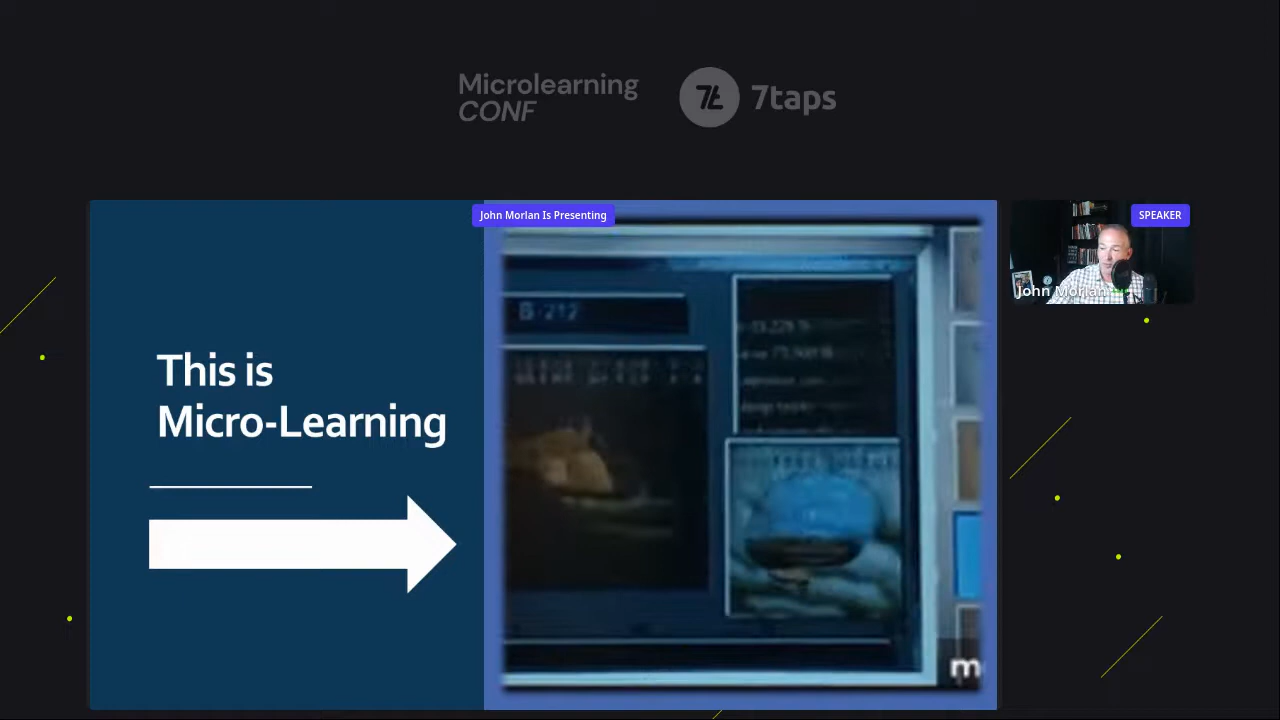 Microlearning
CONF
7taps
John Morlan Is Presenting
SPEAKER
John Morlan
This is
Micro-Learning